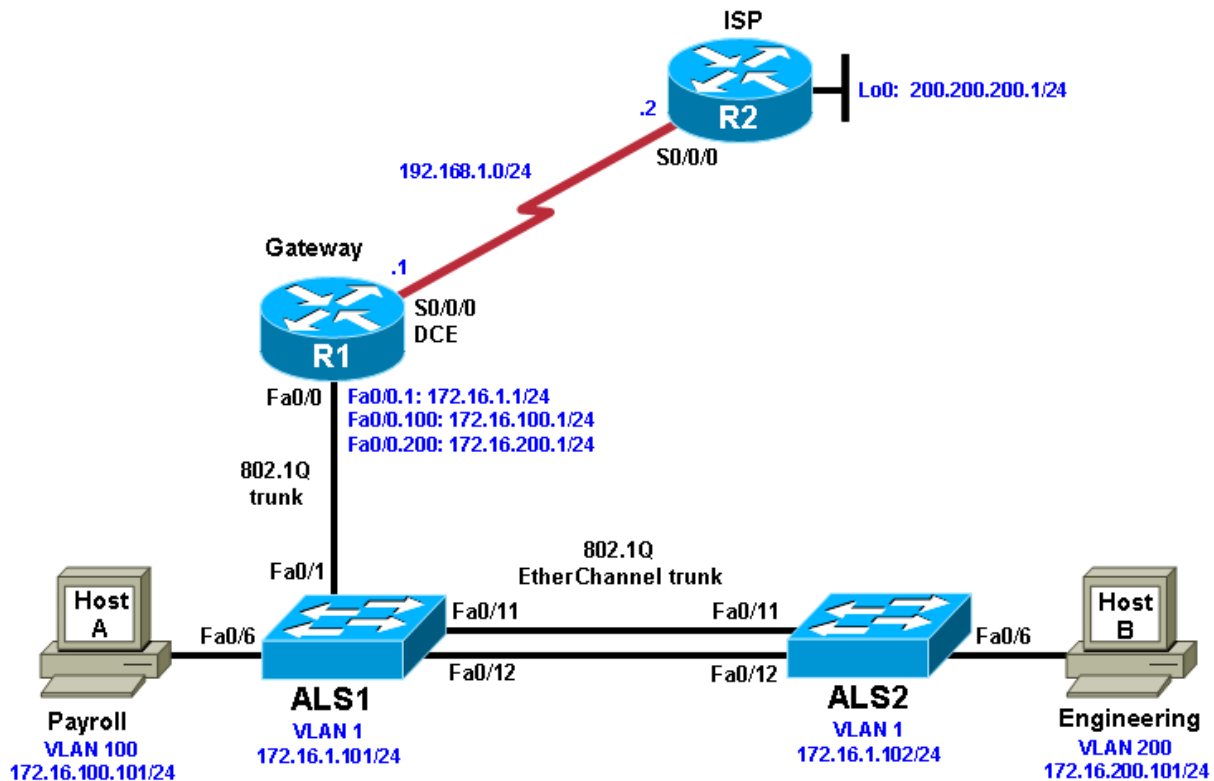 ISP
R2
Lo0: 200.200.200.1/24
.2
S0/0/0
192.168.1.0/24
Gateway
.1
S0/0/0
DCE
R1
Fa0/0
Fa0/0.1: 172.16.1.1/24
Fa0/0.100: 172.16.100.1/24
Fa0/0.200: 172.16.200.1/24
802.1Q
trunk
Fa0/1
802.1Q
EtherChannel trunk
Host
A
Fa0/6
Fa0/11
Fa0/11
Fa0/6
Host
B
Fa0/12
Fa0/12
ALS1
VLAN 1
172.16.1.101/24
ALS2
VLAN 1
172.16.1.102/24
Payroll
VLAN 100
172.16.100.101/24
Engineering
VLAN 200
172.16.200.101/24